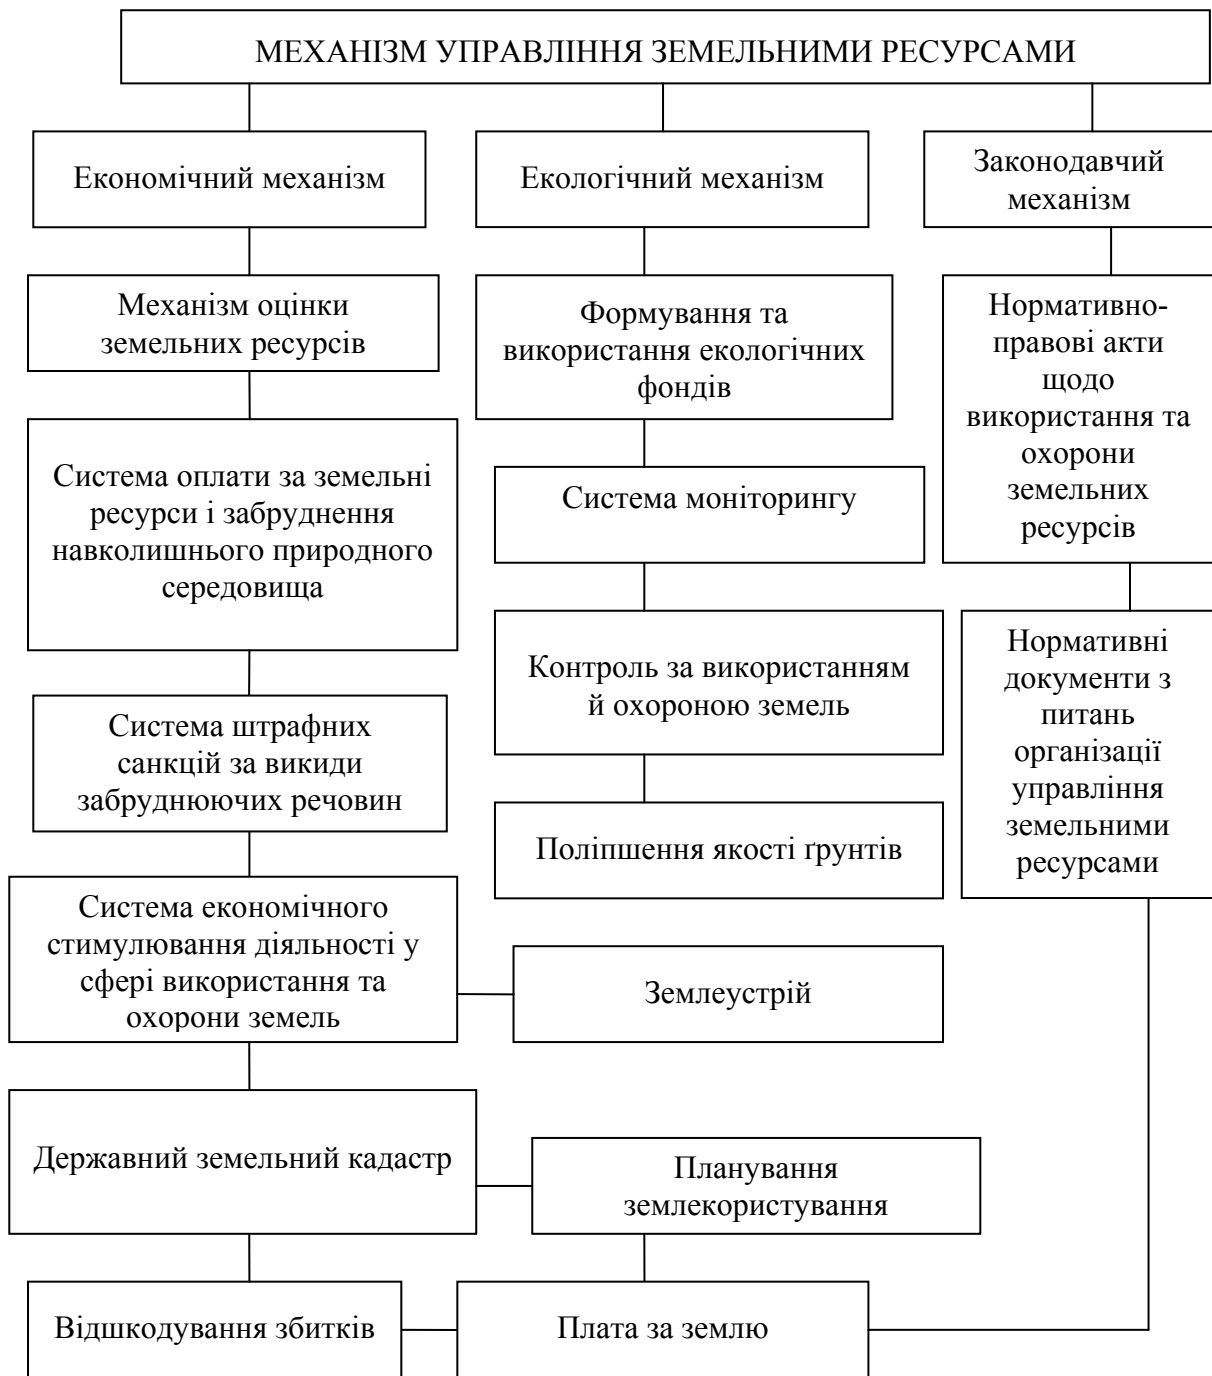 МЕХАНІЗМ УПРАВЛІННЯ ЗЕМЕЛЬНИМИ РЕСУРСАМИ
Економічний механізм
Екологічний механізм
Законодавчий
механізм
Механізм оцінки
земельних ресурсів
Формування та
використання екологічних
фондів
Нормативно-
правові акти
щодо
використання та
охорони
земельних
ресурсів
Система оплати за земельні
ресурси і забруднення
навколишнього природного
середовища
Система моніторингу
Контроль за використанням
й охороною земель
Нормативні
документи з
питань
організації
управління
земельними
ресурсами
Система штрафних
санкцій за викиди
забруднюючих речовин
Поліпшення якості ґрунтів
Система економічного
стимулювання діяльності у
сфері використання та
охорони земель
Землеустрій
Державний земельний кадастр
Планування
землекористування
Відшкодування збитків
Плата за землю